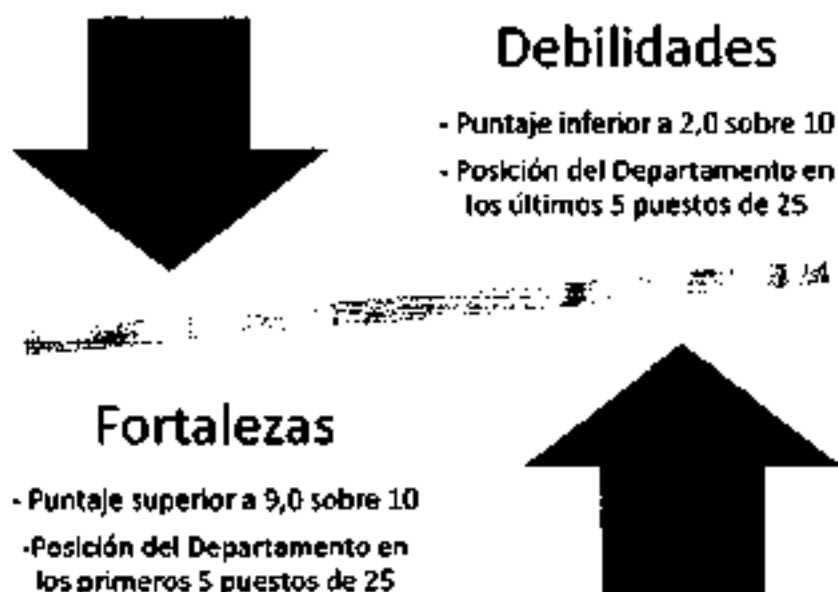 Debilidades
- Puntaje inferior a 2,0 sobre 10
- Posición del Departamento en
los últimos 5 puestos de 25
Fortalezas
- Puntaje superior a 9,0 sobre 10
-Posición del Departamento en
los primeros 5 puestos de 25